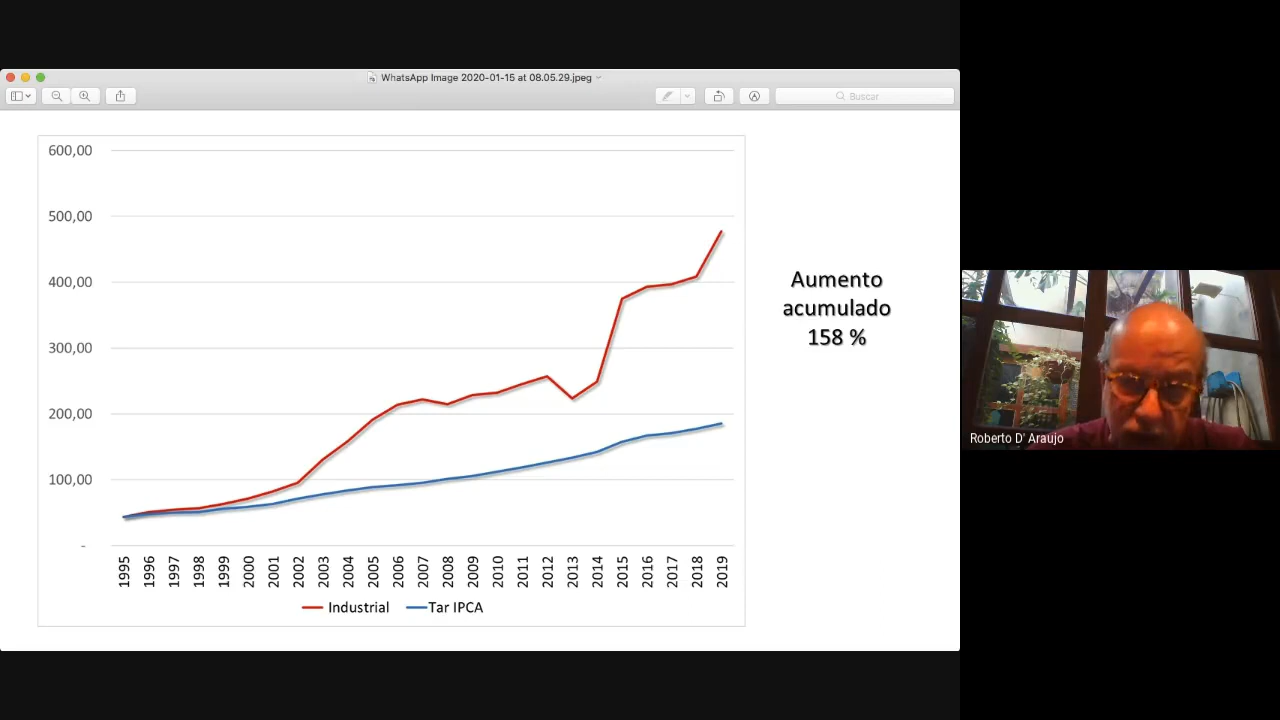 WhatsApp Image 2020-01-15 at 08.05.29.jpeg
Buscar
600,00
500,00
400,00
300,00
200,00
100,00
-
1995 1996 1997 1998 1999 2000 2001 2002 2003 2004 2005 2006 2007 2008 2009 2010 2011 2012 2013 2014 2015 2016 2017 2018 2019
Industrial Tar IPCA
Aumento
acumulado
158 %
Roberto D' Araujo